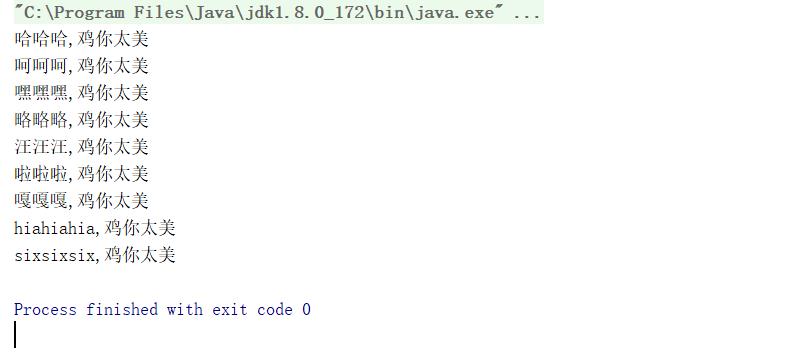 "C:\Program Files\Java\jdk1.8.0_172\bin\java.exe" ...
哈哈哈,鸡你太美
呵呵呵,鸡你太美
嘿嘿嘿,鸡你太美
略略略,鸡你太美
汪汪汪,鸡你太美
啦啦啦,鸡你太美
嘎嘎嘎,鸡你太美
hiahiahia,鸡你太美
sixsixsix,鸡你太美
Process finished with exit code 0